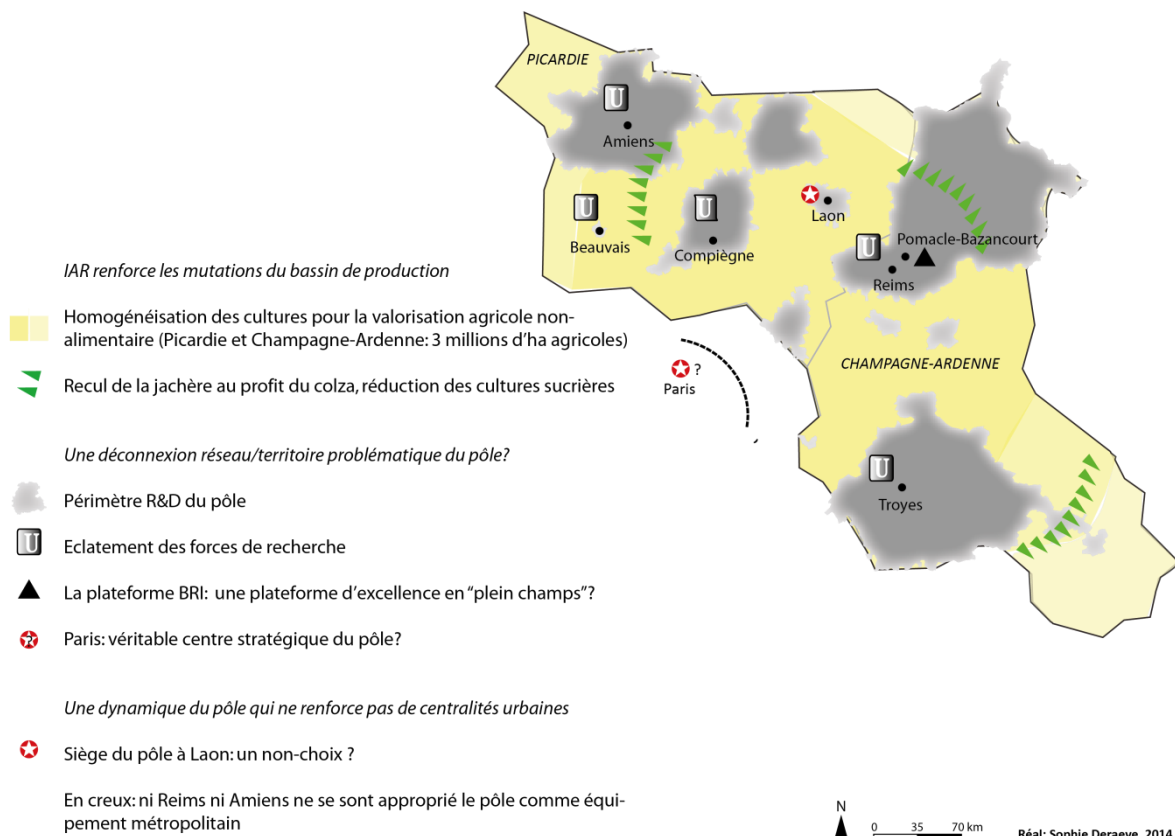 PICARDIE
U
Amiens
U
Beauvais
U
Compiègne
Laon
U
Pomacle-Bazancourt
Reims
CHAMPAGNE-ARDENNE
?
Paris
U
Troyes
IAR renforce les mutations du bassin de production
Homogénéisation des cultures pour la valorisation agricole non-
alimentaire (Picardie et Champagne-Ardenne: 3 millions d'ha agricoles)
Recul de la jachère au profit du colza, réduction des cultures sucrières
Une déconnexion réseau/territoire problématique du pôle?
Périmètre R&D du pôle
U
Eclatement des forces de recherche
La plateforme BRI: une plateforme d'excellence en "plein champs"?
?
Paris: véritable centre stratégique du pôle?
Une dynamique du pôle qui ne renforce pas de centralités urbaines
Siège du pôle à Laon: un non-choix ?
En creux: ni Reims ni Amiens ne se sont approprié le pôle comme équi-
pement métropolitain
N
0 35 70 km
Réal: Sophie Deraeve, 2014